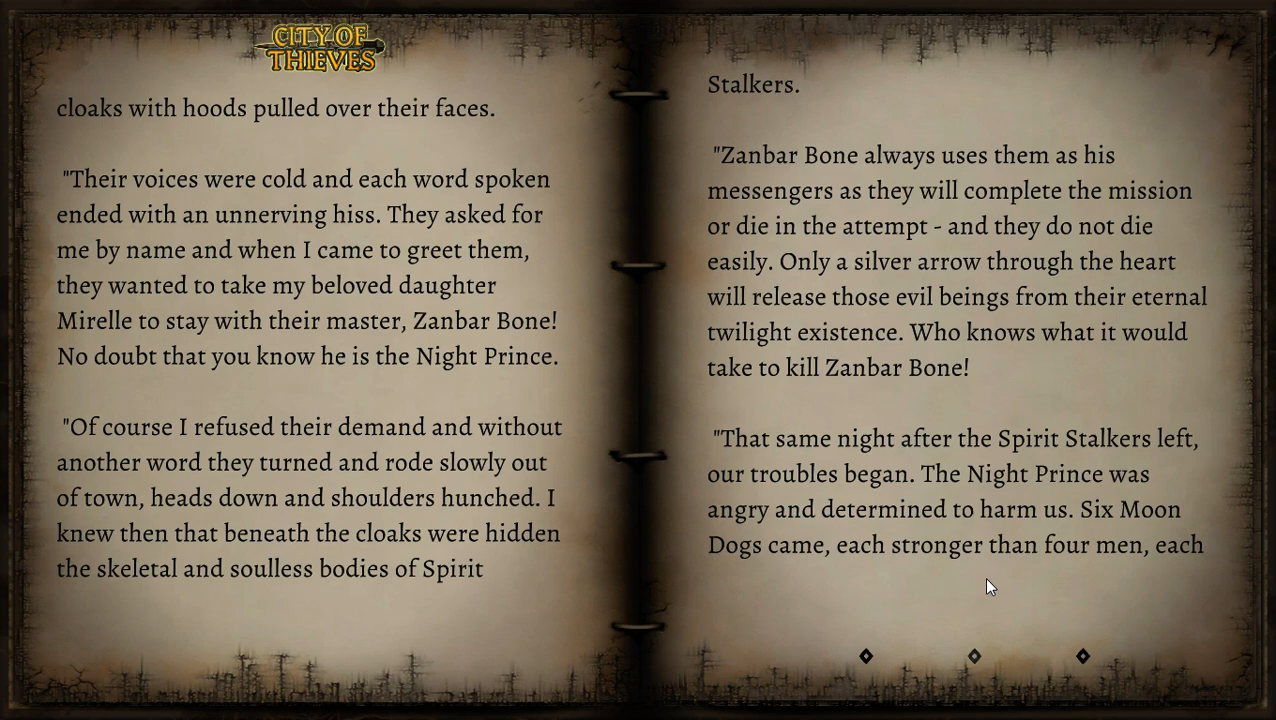 CITY OF
THIEVES
cloaks with hoods pulled over their faces.
"Their voices were cold and each word spoken
ended with an unnerving hiss. They asked for
me by name and when I came to greet them,
they wanted to take my beloved daughter
Mirelle to stay with their master, Zanbar Bone!
No doubt that you know he is the Night Prince.
"Of course I refused their demand and without
another word they turned and rode slowly out
of town, heads down and shoulders hunched. I
knew then that beneath the cloaks were hidden
the skeletal and soulless bodies of Spirit
Stalkers.
"Zanbar Bone always uses them as his
messengers as they will complete the mission
or die in the attempt - and they do not die
easily. Only a silver arrow through the heart
will release those evil beings from their eternal
twilight existence. Who knows what it would
take to kill Zanbar Bone!
"That same night after the Spirit Stalkers left,
our troubles began. The Night Prince was
angry and determined to harm us. Six Moon
Dogs came, each stronger than four men, each